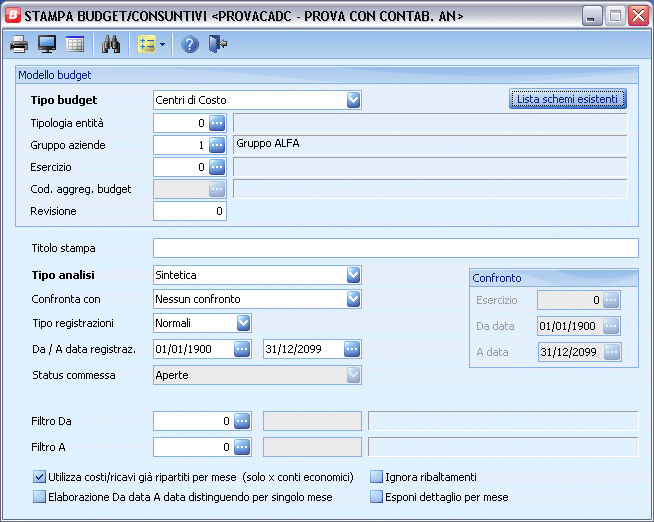 B STAMPA BUDGET/CONSUNTIVI <PROVACADC - PROVA CON CONTAB. AN>
Modello budget
Tipo budget Centri di Costo Lista schemi esistenti
Tipologia entità 0
Gruppo aziende 1 Gruppo ALFA
Esercizio 0
Cod. aggreg. budget
Revisione 0
Titolo stampa
Tipo analisi Sintetica Confronto
Confronta con Nessun confronto Esercizio 0
Tipo registrazioni Normali Da data 01/01/1900
Da / A data registraz. 01/01/1900 31/12/2099 A data 31/12/2099
Status commessa Aperte
Filtro Da 0
Filtro A 0
Utilizza costi/ricavi già ripartiti per mese (solo x conti economici) Ignora ribaltamenti
Elaborazione Da data A data distinguendo per singolo mese Esponi dettaglio per mese